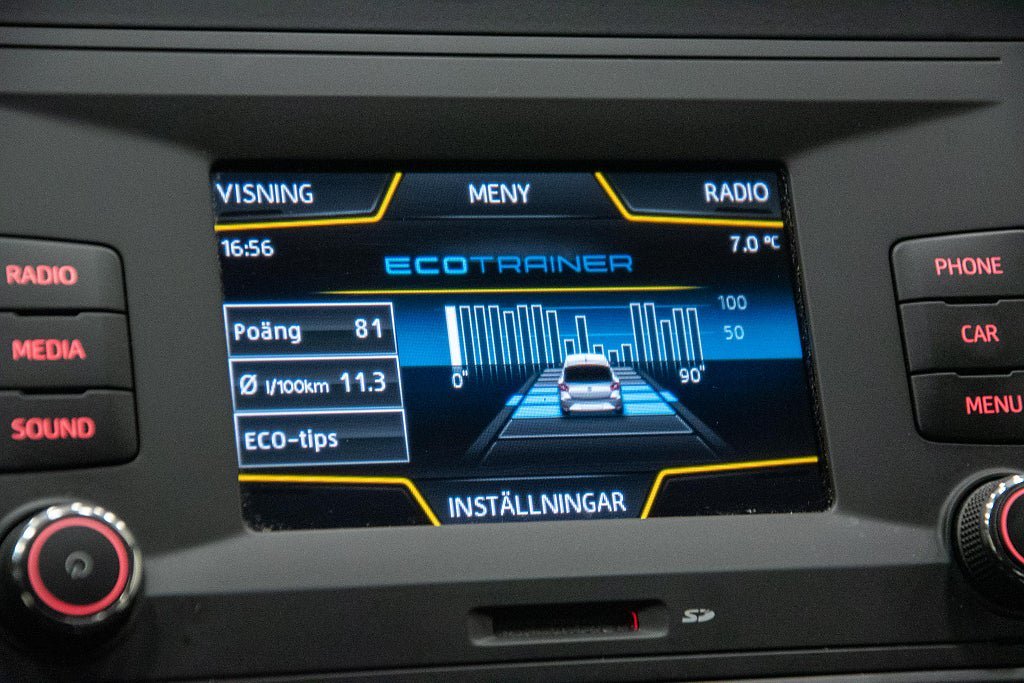 VISNING MENY RADIO
16:56 7.0 °C
ECOTRAINER
Poäng 81
Ø l/100km 11.3
ECO-tips
100
50
0" 90"
INSTÄLLNINGAR
RADIO
MEDIA
SOUND
PHONE
CAR
MENU
SD